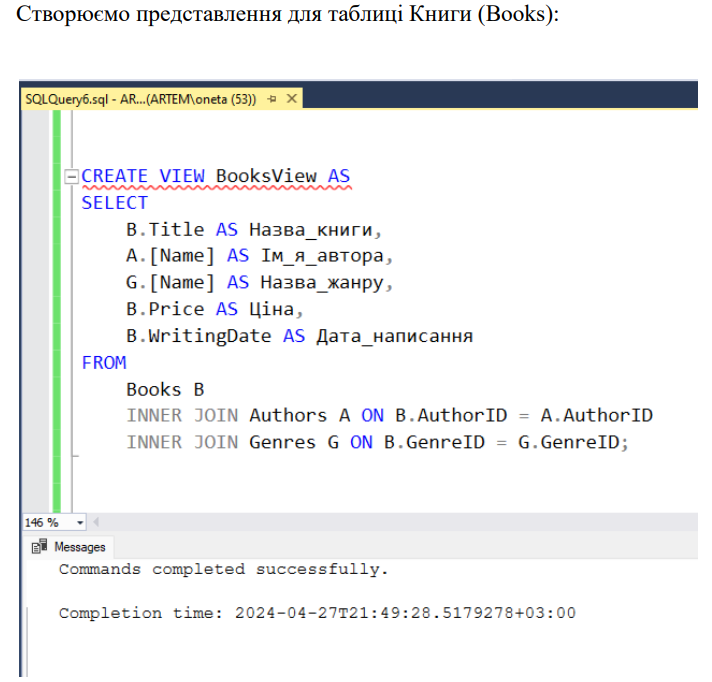 Створюємо представлення для таблиці Книги (Books):
SQLQuery6.sql - AR...(ARTEM\oneta (53))
CREATE VIEW BooksView AS
SELECT
B.Title AS Назва_книги,
A.[Name] AS Ім_я_автора,
G.[Name] AS Назва_жанру,
B.Price AS Ціна,
B.WritingDate AS Дата_написання
FROM
Books B
INNER JOIN Authors A ON B.AuthorID = A.AuthorID
INNER JOIN Genres G ON B.GenreID = G.GenreID;
146 %
Messages
Commands completed successfully.
Completion time: 2024-04-27T21:49:28.5179278+03:00